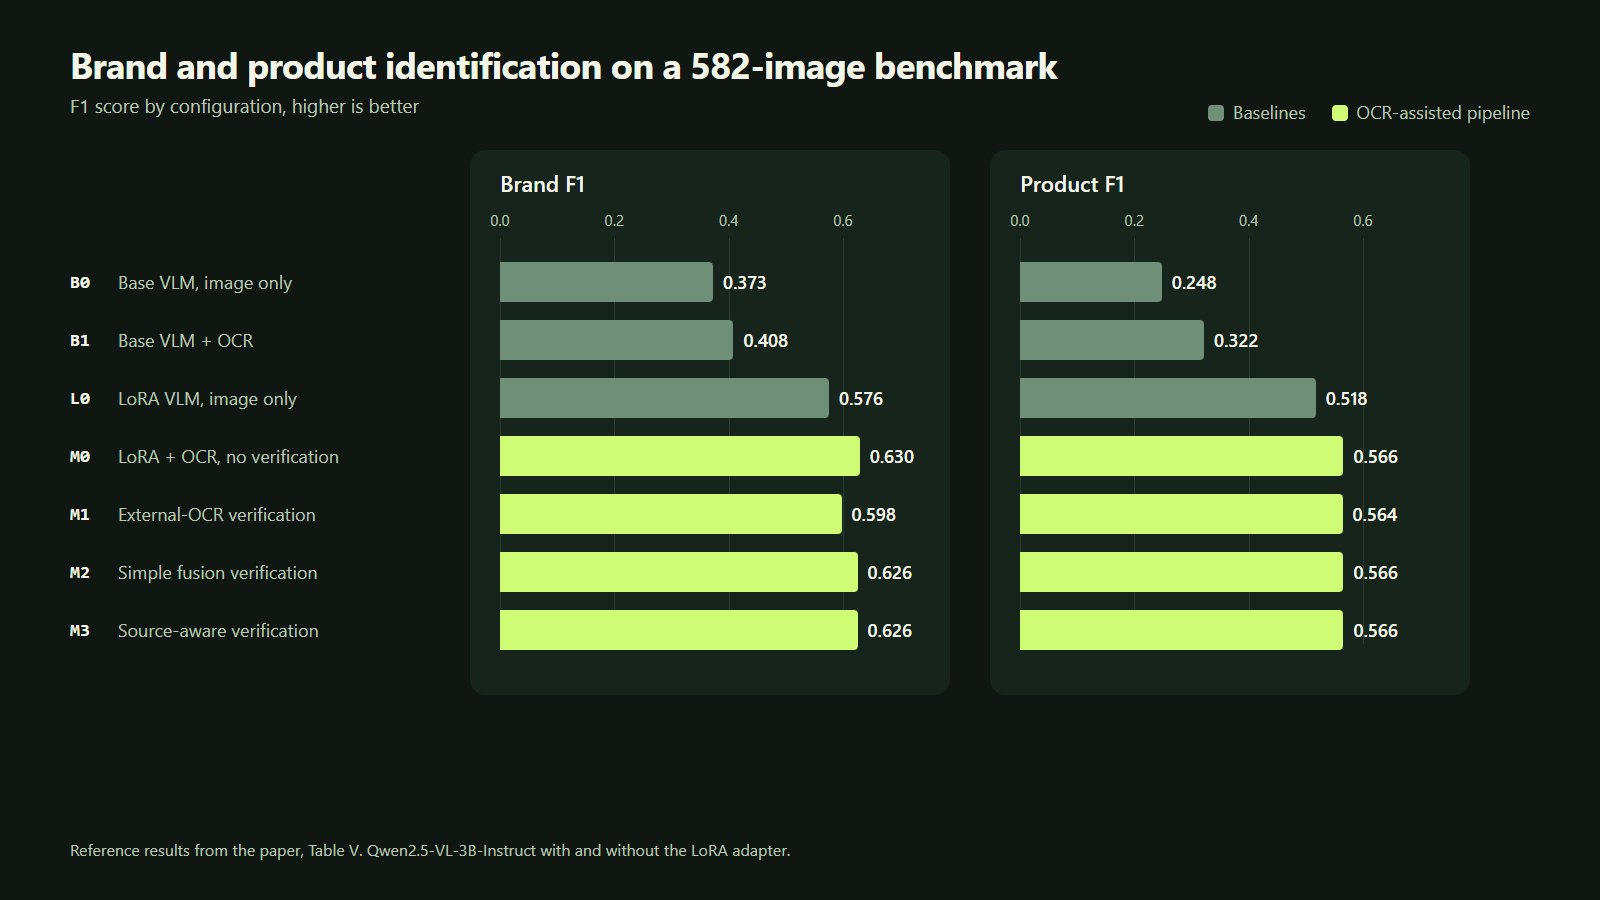 Brand and product identification on a 582-image benchmark
F1 score by configuration, higher is better
Baselines
OCR-assisted pipeline
Brand F1
Product F1
0.0 0.2 0.4 0.6
0.0 0.2 0.4 0.6
B0 Base VLM, image only 0.373 0.248
B1 Base VLM + OCR 0.408 0.322
L0 LoRA VLM, image only 0.576 0.518
M0 LoRA + OCR, no verification 0.630 0.566
M1 External-OCR verification 0.598 0.564
M2 Simple fusion verification 0.626 0.566
M3 Source-aware verification 0.626 0.566
Reference results from the paper, Table V. Qwen2.5-VL-3B-Instruct with and without the LoRA adapter.